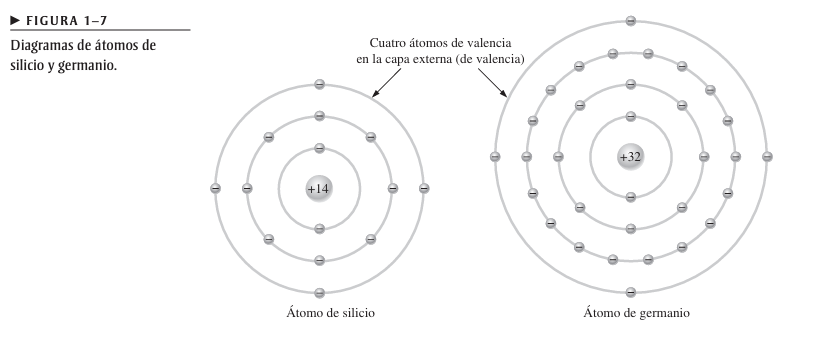 ► FIGURA 1–7
Diagramas de átomos de
silicio y germanio.
Cuatro átomos de valencia
en la capa externa (de valencia)
+14
+32
Átomo de silicio
Átomo de germanio